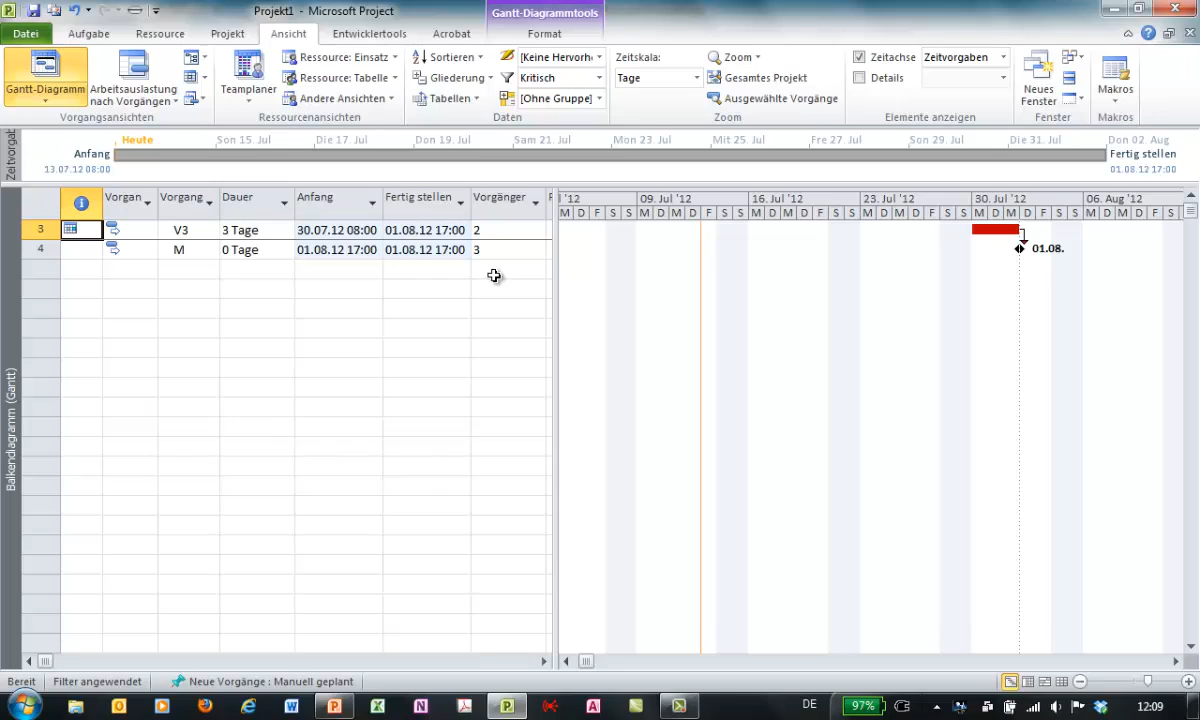 Projekt1 - Microsoft Project
Gantt-Diagrammtools
Datei Aufgabe Ressource Projekt Ansicht Entwicklertools Acrobat Format
Gantt-Diagramm
Arbeitsauslastung nach Vorgängen
Vorgangsansichten
Teamplaner
Ressource: Einsatz
Ressource: Tabelle
Andere Ansichten
Ressourcenansichten
Sortieren
Gliederung
Tabellen
[Keine Hervorh
Kritisch
[Ohne Gruppe]
Daten
Zeitskala:
Tage
Zoom
Gesamtes Projekt
Ausgewählte Vorgänge
Zoom
Zeitachse Zeitvorgaben
Details
Elemente anzeigen
Neues Fenster
Fenster
Makros
Makros
Zeitvorgab
Heute Son 15. Jul Die 17. Jul Don 19. Jul Sam 21. Jul Mon 23. Jul Mit 25. Jul Fre 27. Jul Son 29. Jul Die 31. Jul Don 02. Aug
Anfang
13.07.12 08:00
Fertig stellen
01.08.12 17:00
Vorgan Vorgang Dauer Anfang Fertig stellen Vorgänger
3 V3 3 Tage 30.07.12 08:00 01.08.12 17:00 2
4 M 0 Tage 01.08.12 17:00 01.08.12 17:00 3
l '12 09. Jul '12 16. Jul '12 23. Jul '12 30. Jul '12 06. Aug '12
M D F S S M D M D F S S M D M D F S S M D M D F S S M D M D F S S M D M D F S
01.08.
Balkendiagramm (Gantt)
Bereit Filter angewendet Neue Vorgänge : Manuell geplant
DE 97% 12:09